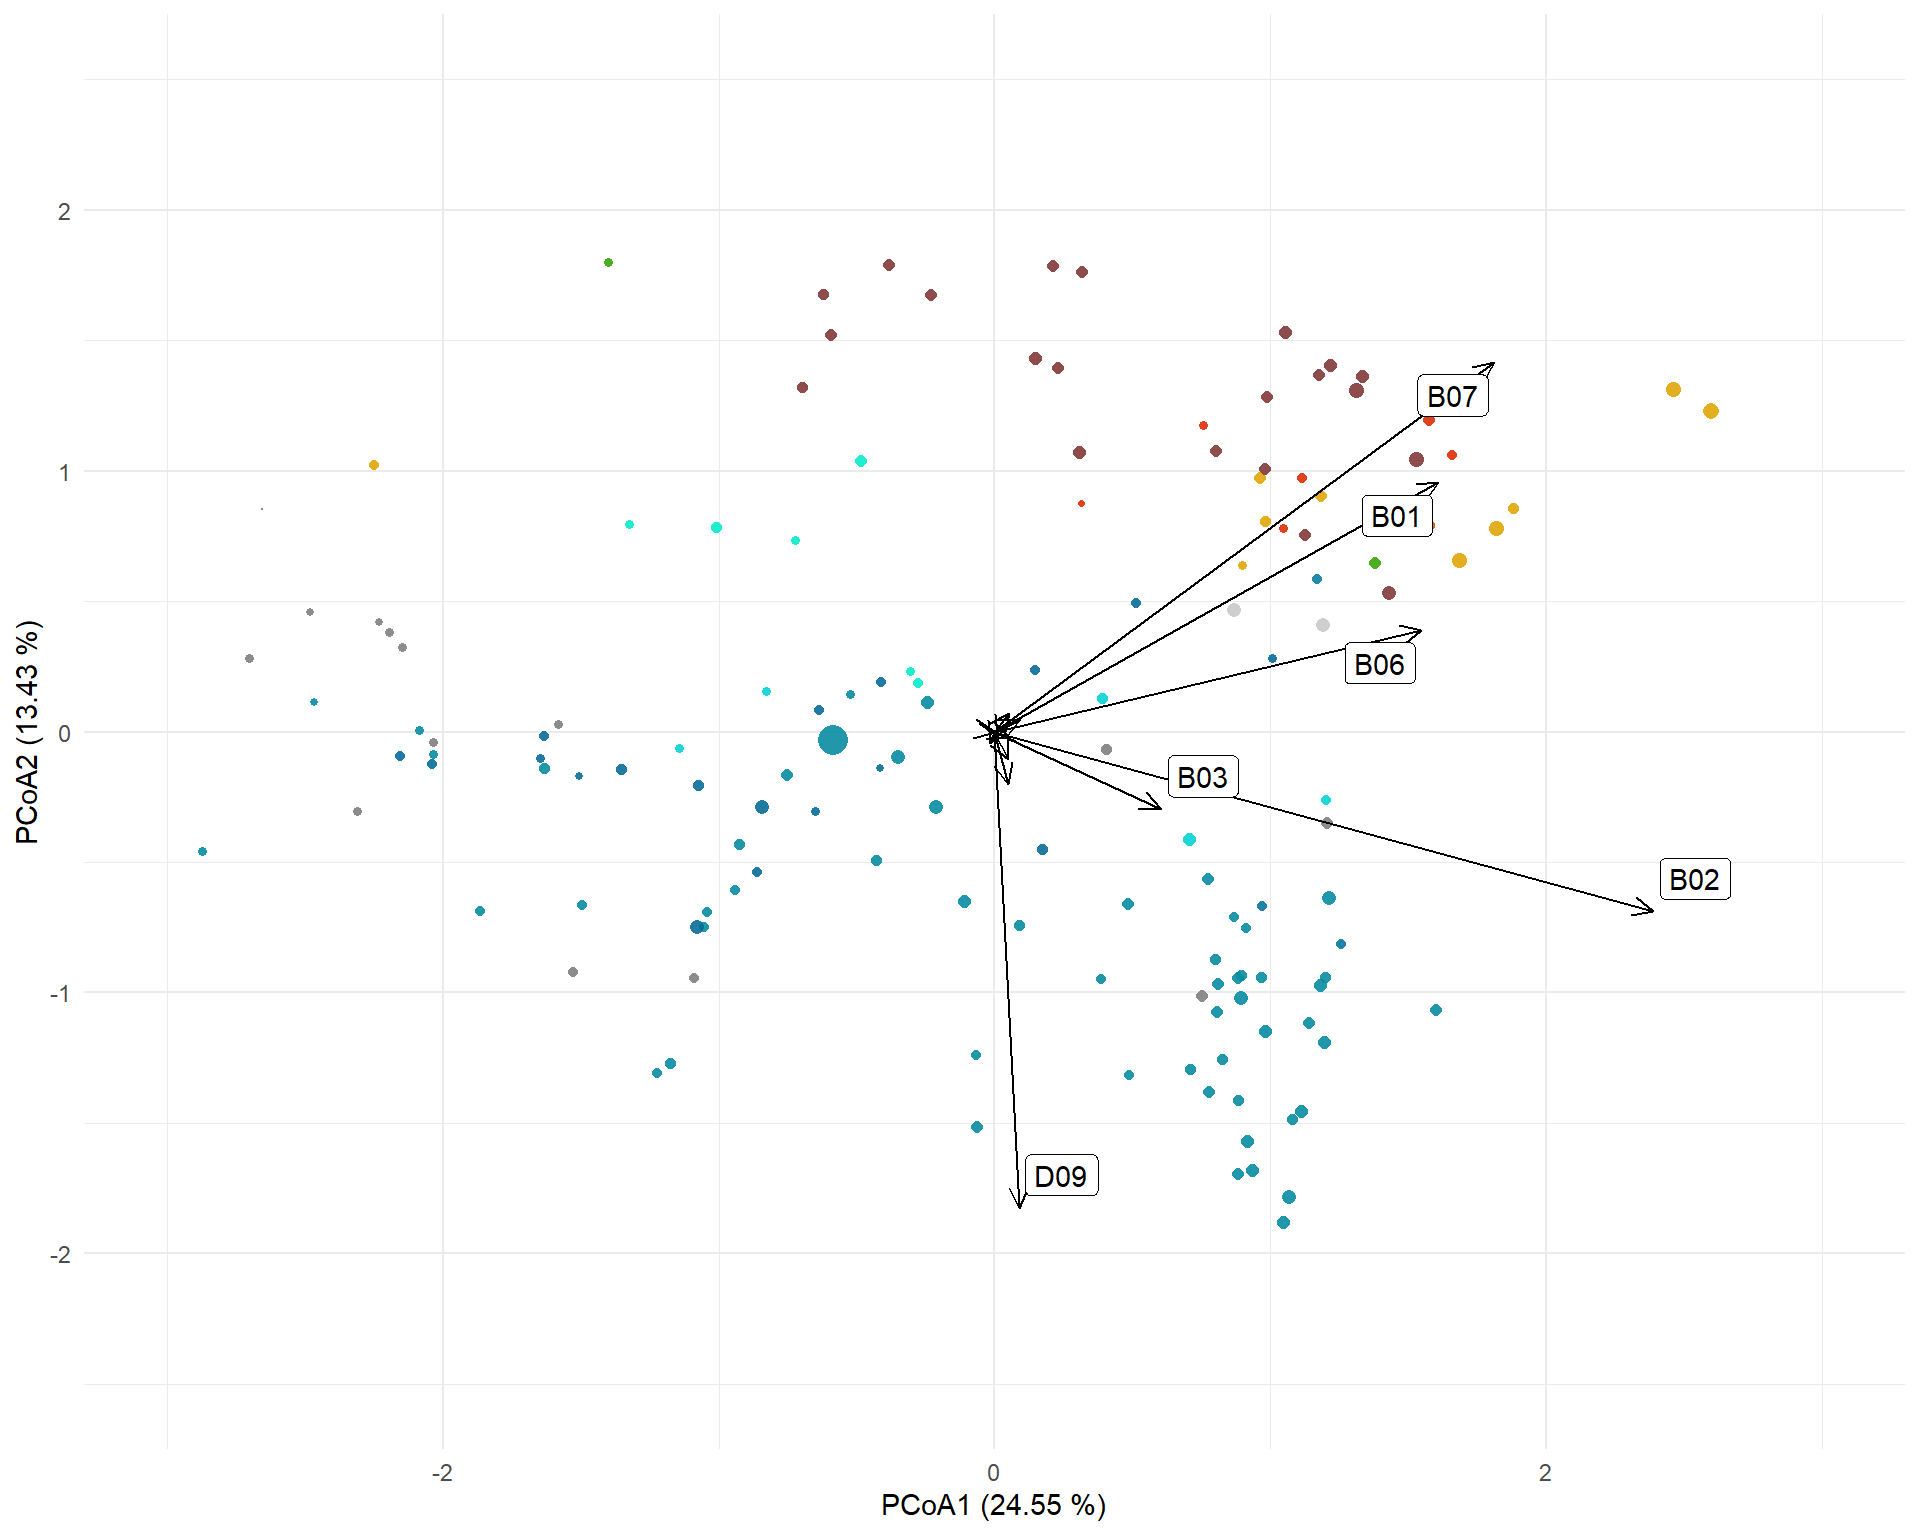 2
B07
1
B01
B06
0
B03
B02
-1
D09
-2
PCoA2 (13.43 %)
-2 0 2
PCoA1 (24.55 %)